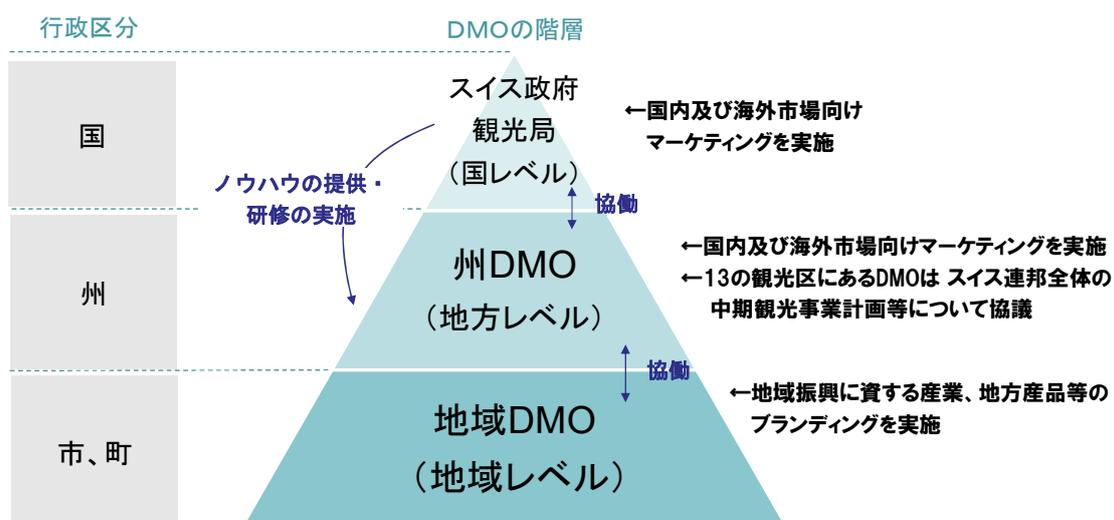 行政区分
DMOの階層
国
スイス政府
観光局
（国レベル）
←国内及び海外市場向け
マーケティングを実施
ノウハウの提供・
研修の実施
協働
州
州DMO
（地方レベル）
←国内及び海外市場向けマーケティングを実施
←13の観光区にあるDMOは スイス連邦全体の
中期観光事業計画等について協議
協働
市、町
地域DMO
（地域レベル）
←地域振興に資する産業、地方産品等の
ブランディングを実施